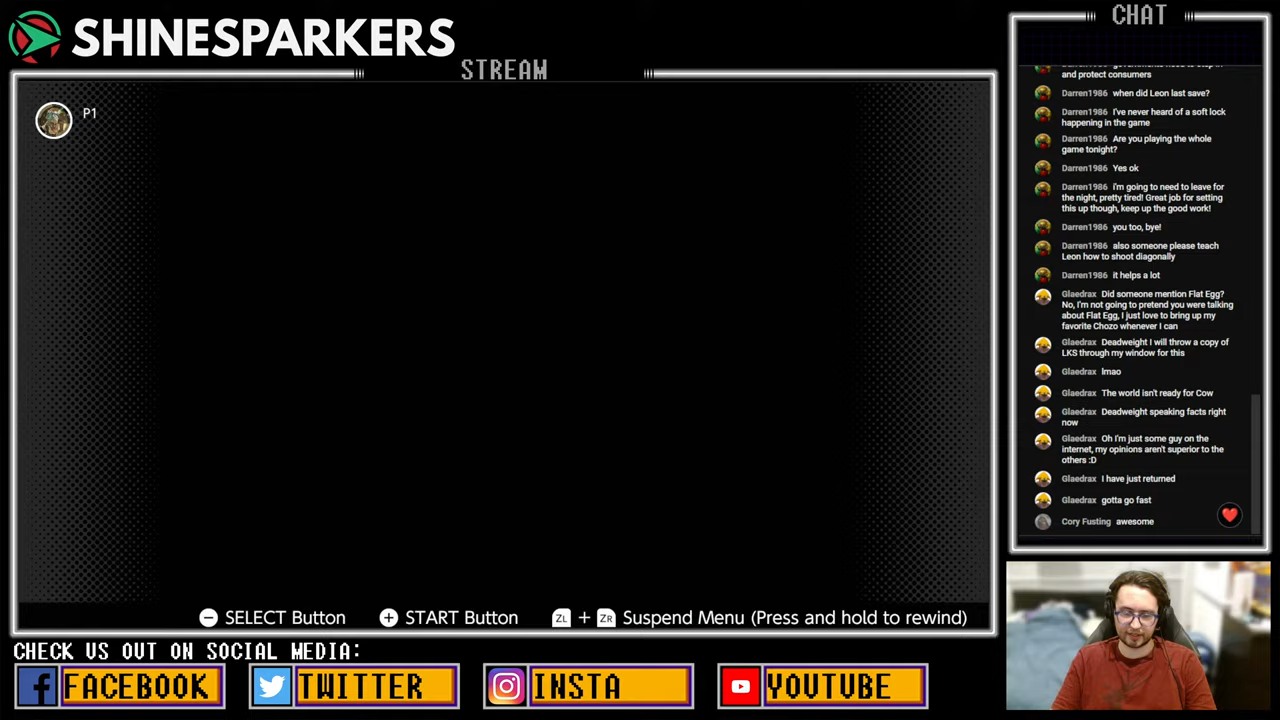 SHINESPARKERS
STREAM
CHAT
P1
and protect consumers
Darren1986 when did Leon last save?
Darren1986 I've never heard of a soft lock
happening in the game
Darren1986 Are you playing the whole
game tonight?
Darren1986 Yes ok
Darren1986 i'm going to need to leave for
the night, pretty tired! Great job for setting
this up though, keep up the good work!
Darren1986 you too, bye!
Darren1986 also someone please teach
Leon how to shoot diagonally
Darren1986 it helps a lot
Glaedrax Did someone mention Flat Egg?
No, I'm not going to pretend you were talking
about Flat Egg, I just love to bring up my
favorite Chozo whenever I can
Glaedrax Deadweight I will throw a copy of
LKS through my window for this
Glaedrax lmao
Glaedrax The world isn't ready for Cow
Glaedrax Deadweight speaking facts right
now
Glaedrax Oh I'm just some guy on the
internet, my opinions aren't superior to the
others :D
Glaedrax I have just returned
Glaedrax gotta go fast
Cory Fusting awesome
SELECT Button
START Button
ZL + ZR Suspend Menu (Press and hold to rewind)
CHECK US OUT ON SOCIAL MEDIA:
FACEBOOK
TWITTER
INSTA
YOUTUBE